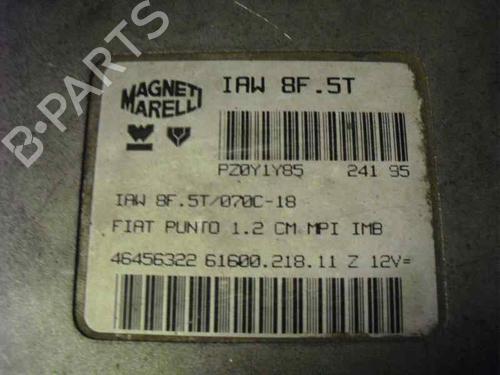 B-PARTS
MAGNETI
MARELLI
IAW 8F.5T
PZ0Y1Y85 241 95
IAW 8F.5T/070C-18
FIAT PUNTO 1.2 CM MPI IMB
46456322 61600.218.11 Z 12V=